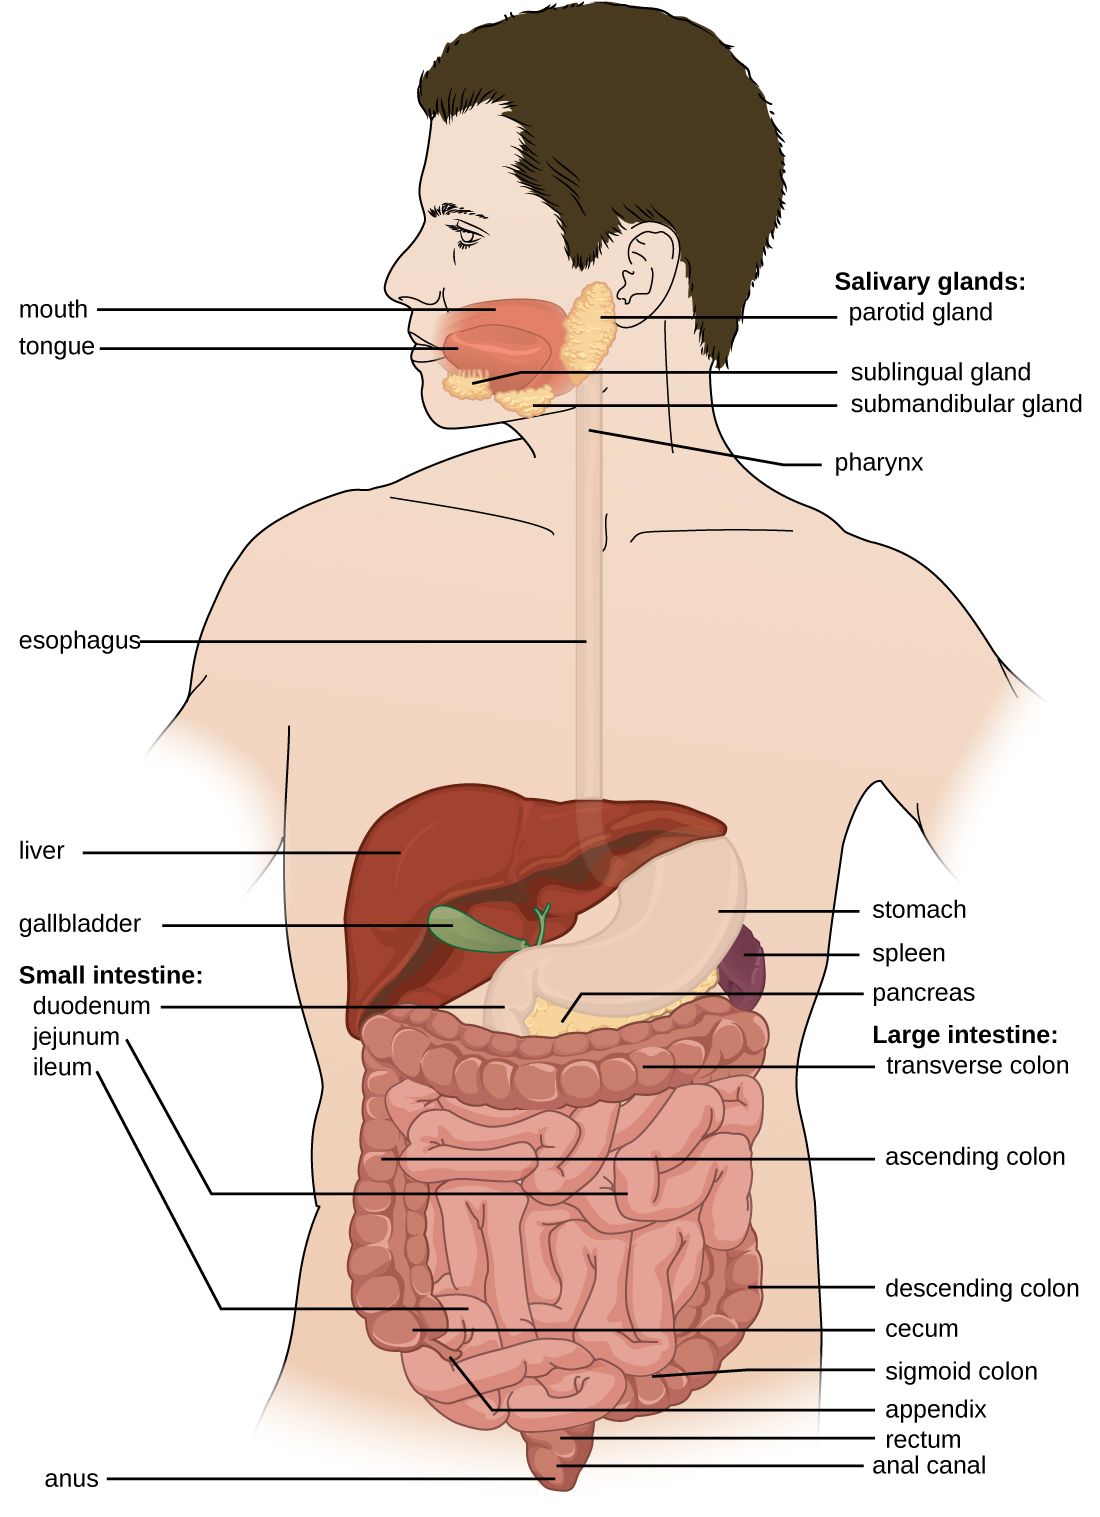 mouth
tongue
esophagus
liver
gallbladder
Small intestine:
duodenum
jejunum
ileum
anus
Salivary glands:
parotid gland
sublingual gland
submandibular gland
pharynx
stomach
spleen
pancreas
Large intestine:
transverse colon
ascending colon
descending colon
cecum
sigmoid colon
appendix
rectum
anal canal